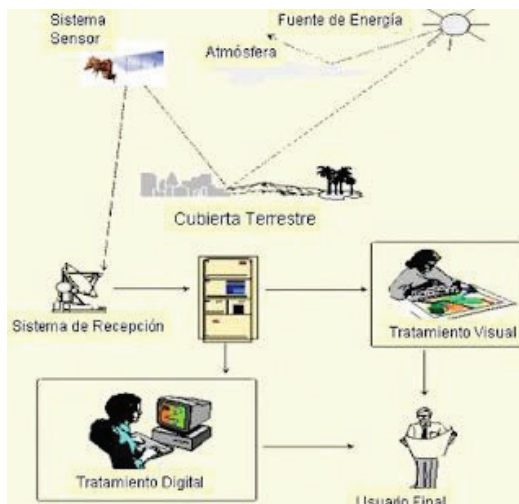 Sistema
Sensor
Fuente de Energía
Atmósfera
Cubierta Terrestre
Sistema de Recepción
Tratamiento Visual
Tratamiento Digital
Usuario Final